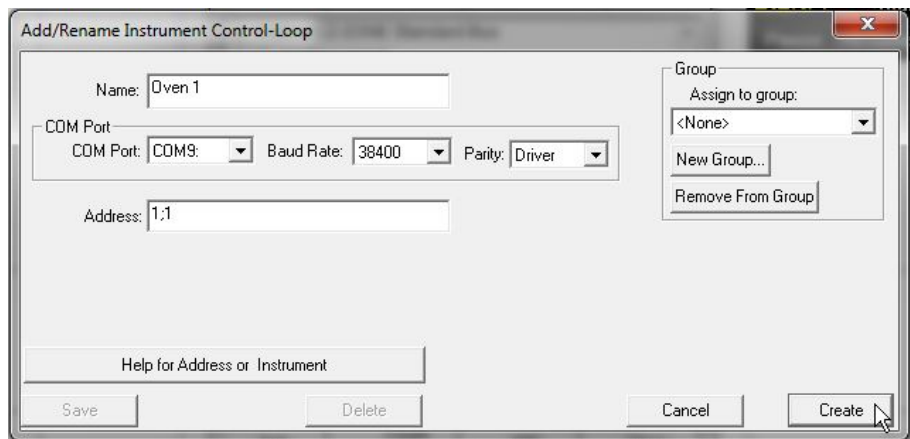 Add/Rename Instrument Control-Loop
Name: Oven 1
COM Port
COM Port: COM9: Baud Rate: 38400 Parity: Driver
Address: 1;1
Group
Assign to group:
<None>
New Group...
Remove From Group
Help for Address or Instrument
Save Delete Cancel Create